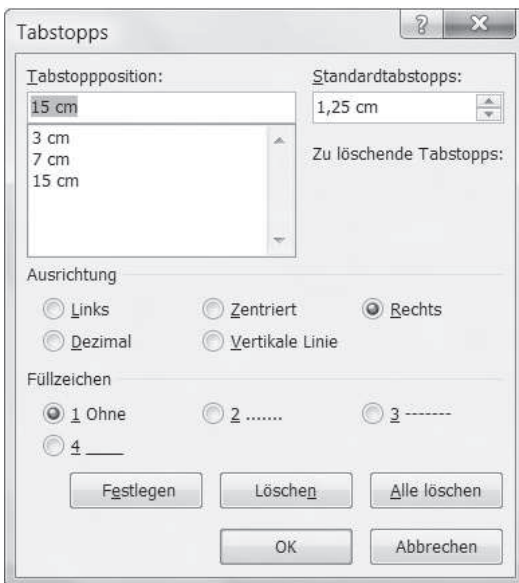 Tabstopps
Tabstoppposition:
15 cm
3 cm
7 cm
15 cm
Standardtabstopps:
1,25 cm
Zu löschende Tabstopps:
Ausrichtung
Links Zentriert Rechts
Dezimal Vertikale Linie
Füllzeichen
1 Ohne 2 ....... 3 -------
4 ____
Festlegen Löschen Alle löschen
OK Abbrechen